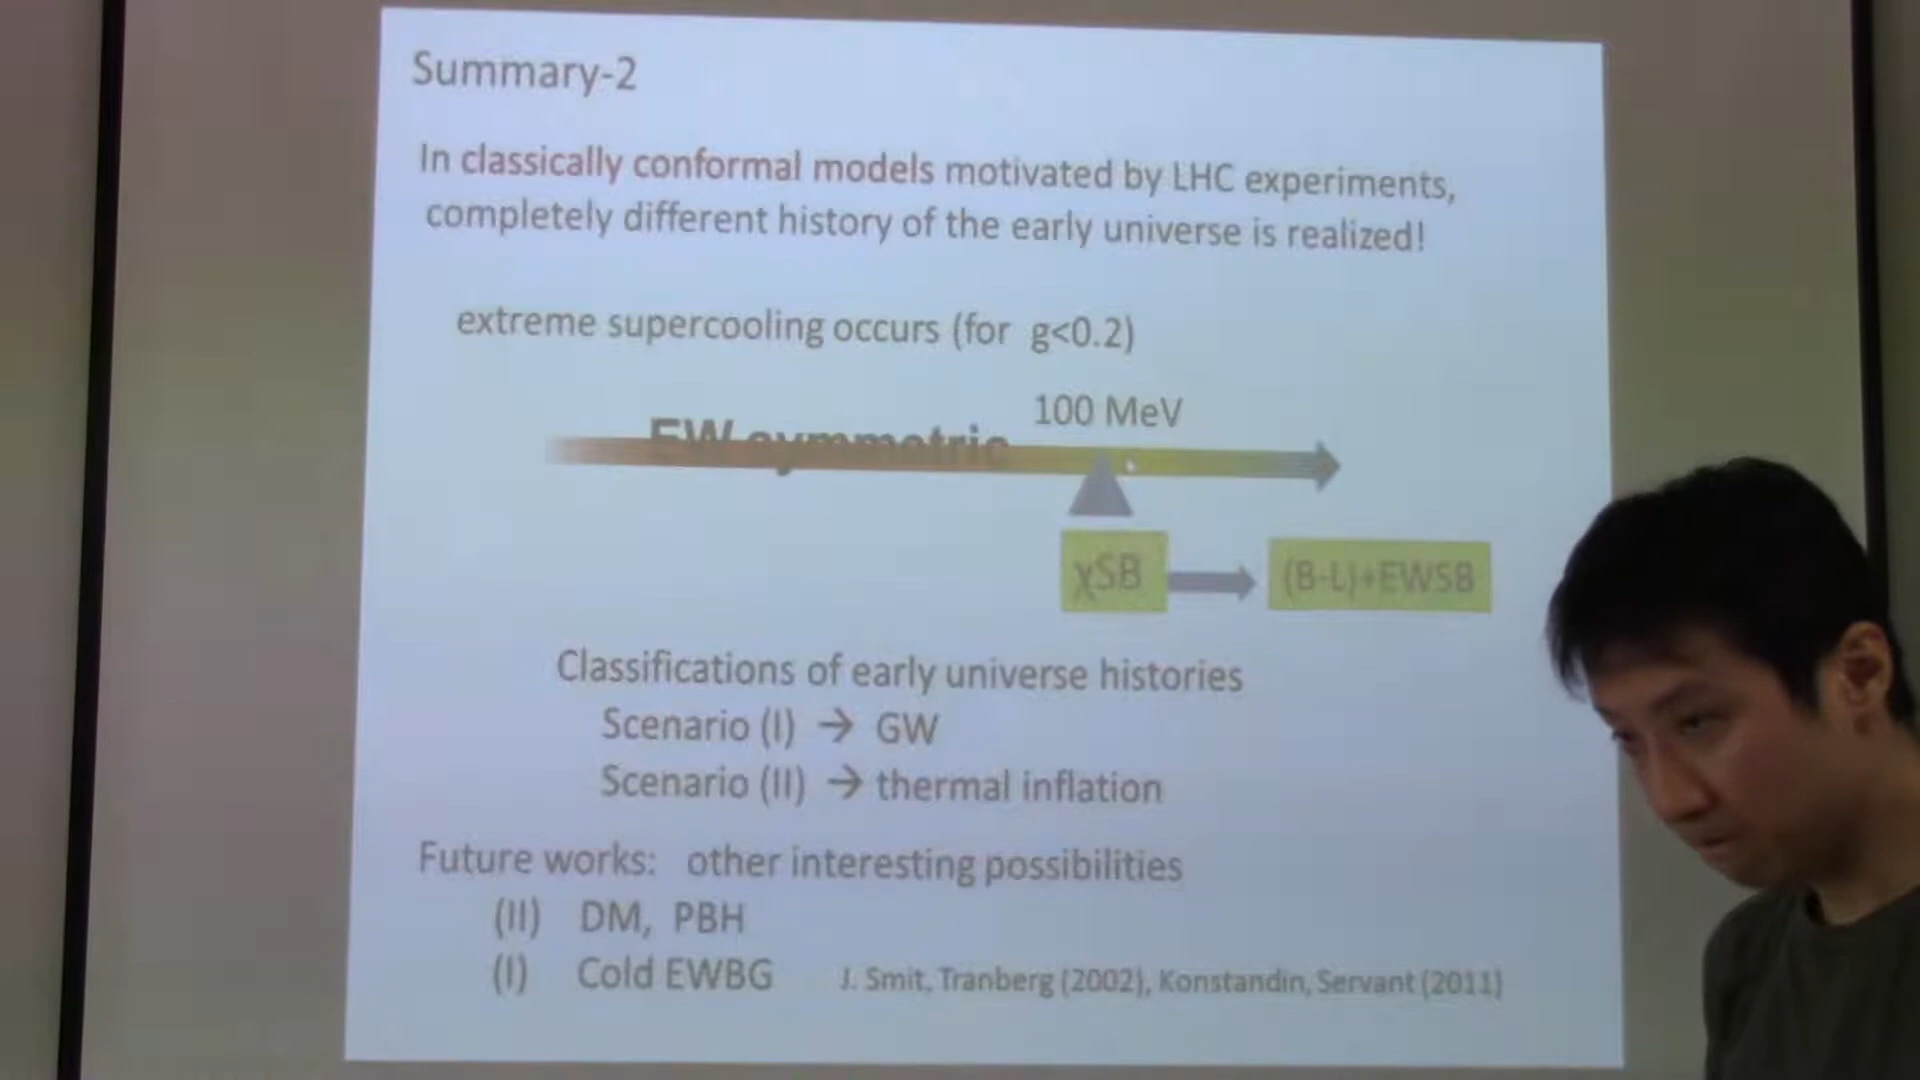 Summary-2
In classically conformal models motivated by LHC experiments,
completely different history of the early universe is realized!
extreme supercooling occurs (for g<0.2)
100 MeV
EW symmetric
χSB
(B-L)+EWSB
Classifications of early universe histories
Scenario (I) → GW
Scenario (II) → thermal inflation
Future works: other interesting possibilities
(II) DM, PBH
(I) Cold EWBG J. Smit, Tranberg (2002), Konstandin, Servant (2011)